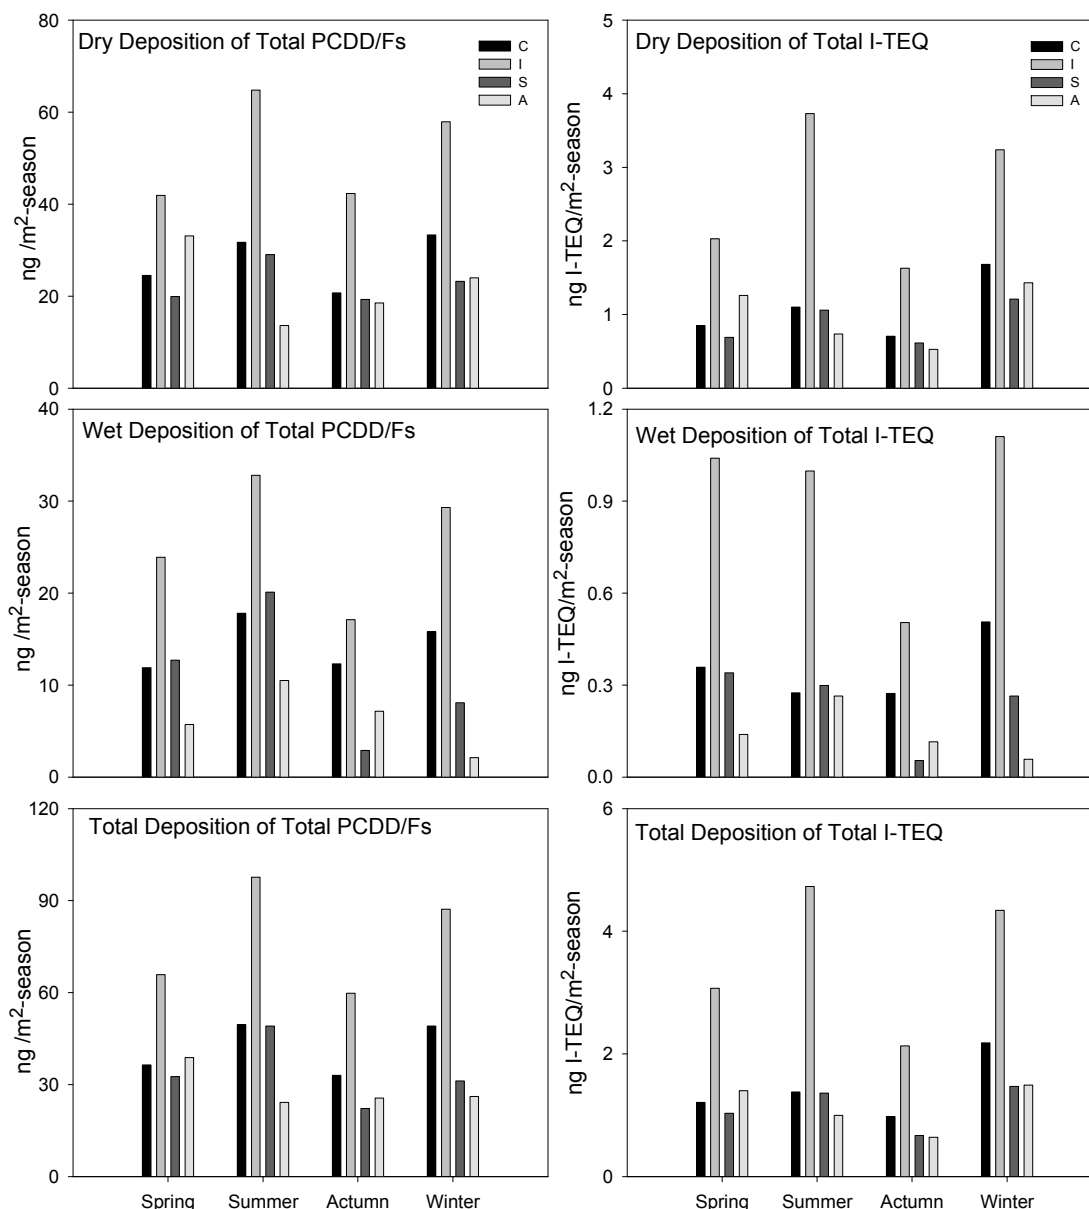 Dry Deposition of Total PCDD/Fs
C
I
S
A
80
60
40
20
0
ng /m²-season
Dry Deposition of Total I-TEQ
C
I
S
A
5
4
3
2
1
0
ng I-TEQ/m²-season
Wet Deposition of Total PCDD/Fs
40
30
20
10
0
ng /m²-season
Wet Deposition of Total I-TEQ
1.2
0.9
0.6
0.3
0.0
ng I-TEQ/m²-season
Total Deposition of Total PCDD/Fs
120
90
60
30
0
ng /m²-season
Spring Summer Actumn Winter
Total Deposition of Total I-TEQ
6
4
2
0
ng I-TEQ/m²-season
Spring Summer Actumn Winter